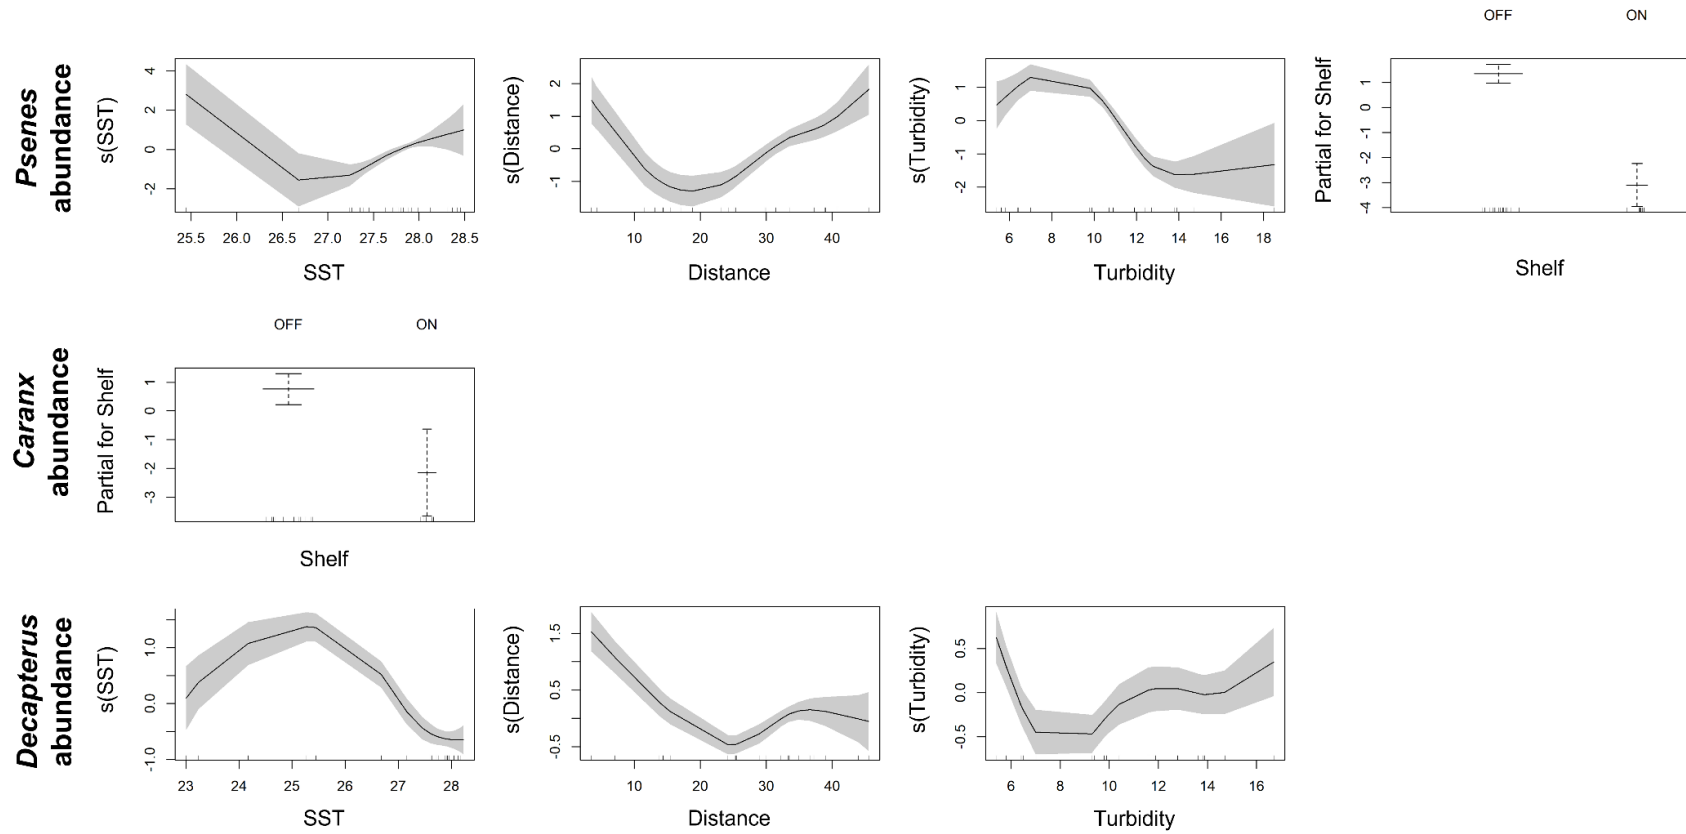 OFF ON
Psenes
abundance
s(SST)
4
2
0
-2
25.5 26.0 26.5 27.0 27.5 28.0 28.5
SST
s(Distance)
2
1
0
-1
10 20 30 40
Distance
s(Turbidity)
1
0
-1
-2
6 8 10 12 14 16 18
Turbidity
Partial for Shelf
1
0
-1
-2
-3
-4
Shelf
OFF ON
Caranx
abundance
Partial for Shelf
1
0
-1
-2
-3
Shelf
Decapterus
abundance
s(SST)
1.0
0.0
-1.0
23 24 25 26 27 28
SST
s(Distance)
1.5
0.5
-0.5
10 20 30 40
Distance
s(Turbidity)
0.5
0.0
-0.5
6 8 10 12 14 16
Turbidity